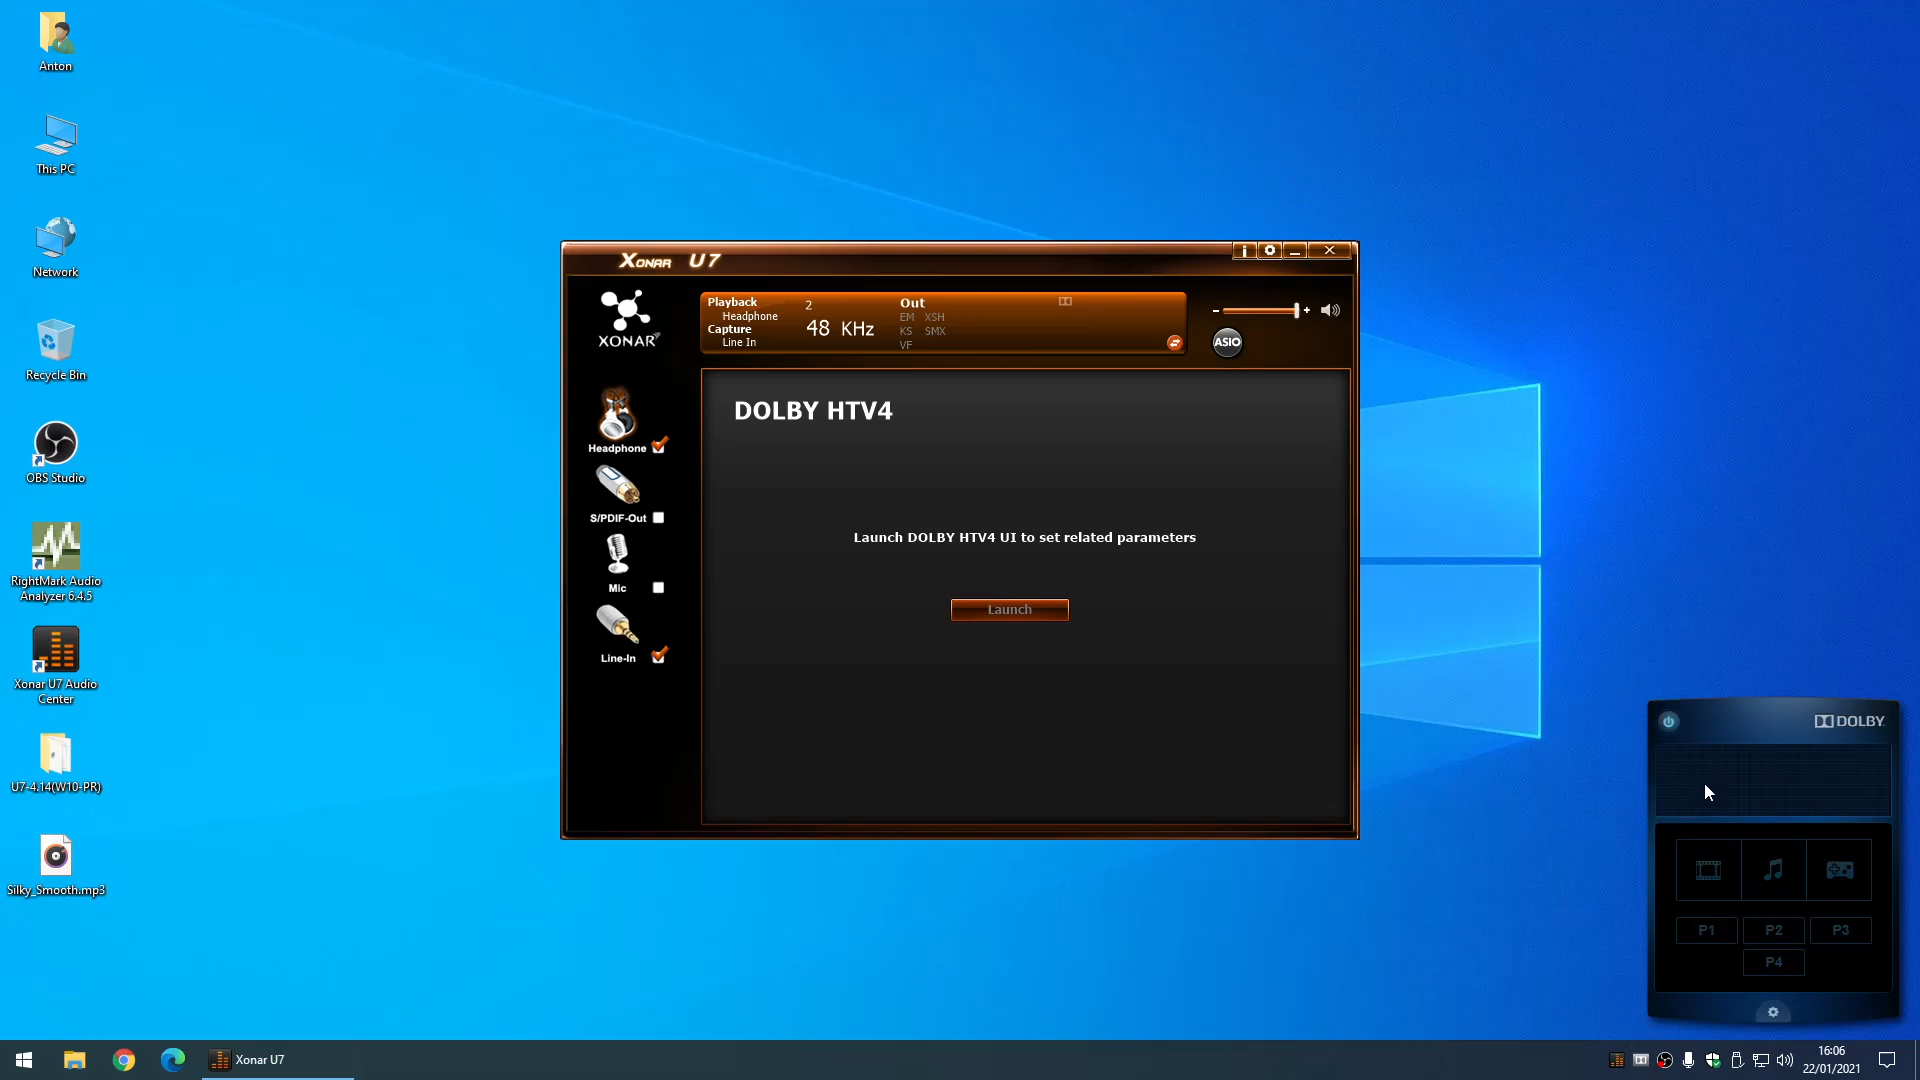 Anton
This PC
Network
Recycle Bin
OBS Studio
RightMark Audio
Analyzer 6.4.5
Xonar U7 Audio
Center
U7-4.14(W10-PR)
Silky_Smooth.mp3
XONAR U7
i
XONAR
Playback
Headphone
Capture
Line In
2
48 KHz
Out
EM XSH
KS SMX
VF
- +
ASIO
Headphone
S/PDIF-Out
Mic
Line-In
DOLBY HTV4
Launch DOLBY HTV4 UI to set related parameters
Launch
DOLBY
P1 P2 P3
P4
Xonar U7
16:06
22/01/2021